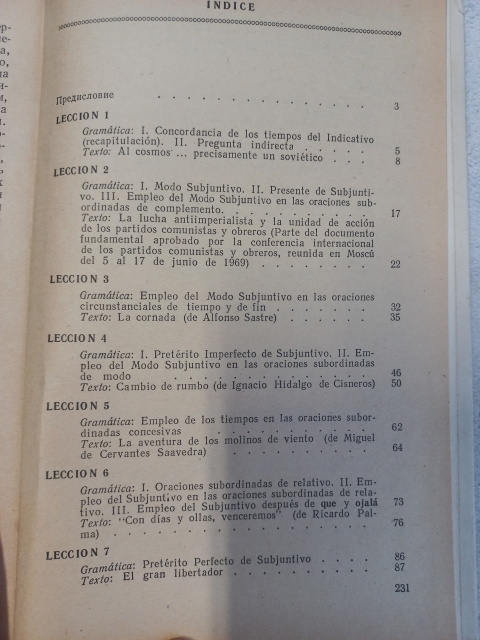 INDICE
Предисловие . . . . . . . . . . . . . . . 3
LECCION 1
Gramática: I. Concordancia de los tiempos del Indicativo
(recapitulación). II. Pregunta indirecta . . . . . 5
Texto: Al cosmos ... precisamente un soviético . . . 8
LECCION 2
Gramática: I. Modo Subjuntivo. II. Presente de Subjunti-
vo. III. Empleo del Modo Subjuntivo en las oraciones sub-
ordinadas de complemento. . . . . . . . . . . 17
Texto: La lucha antiimperialista y la unidad de acción
de los partidos comunistas y obreros (Parte del documento
fundamental aprobado por la conferencia internacional
de los partidos comunistas y obreros, reunida en Moscú
del 5 al 17 de junio de 1969) . . . . . . . . 22
LECCION 3
Gramática: Empleo del Modo Subjuntivo en las oraciones
circunstanciales de tiempo y de fin . . . . . . . 32
Texto: La cornada (de Alfonso Sastre) . . . . . . 35
LECCION 4
Gramática: I. Pretérito Imperfecto de Subjuntivo. II. Em-
pleo del Modo Subjuntivo en las oraciones subordinadas
de modo . . . . . . . . . . . . . . 46
Texto: Cambio de rumbo (de Ignacio Hidalgo de Cisneros) 50
LECCION 5
Gramática: Empleo de los tiempos en las oraciones subor-
dinadas concesivas . . . . . . . . . . . 62
Texto: La aventura de los molinos de viento (de Miguel
de Cervantes Saavedra) . . . . . . . . . . 64
LECCION 6
Gramática: I. Oraciones subordinadas de relativo. II. Em-
pleo del Subjuntivo en las oraciones subordinadas de rela-
tivo. III. Empleo del Subjuntivo después de que y ojalá 73
Texto: “Con días y ollas, venceremos” (de Ricardo Pal-
ma) . . . . . . . . . . . . . . . . 76
LECCION 7
Gramática: Pretérito Perfecto de Subjuntivo . . . . 86
Texto: El gran libertador . . . . . . . . . . 87
231